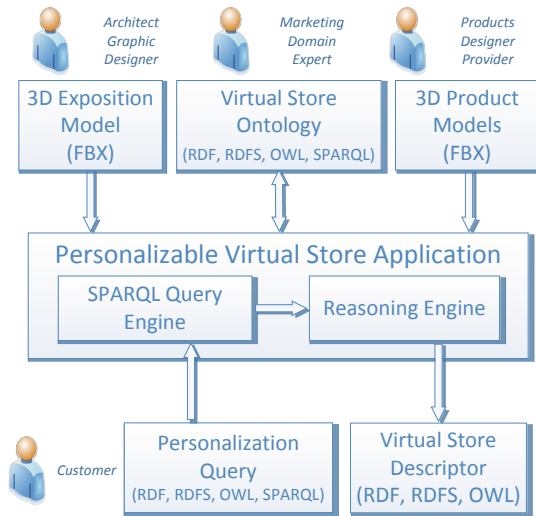 Architect
Graphic
Designer
Marketing
Domain
Expert
Products
Designer
Provider
3D Exposition
Model
(FBX)
Virtual Store
Ontology
(RDF, RDFS, OWL, SPARQL)
3D Product
Models
(FBX)
Personalizable Virtual Store Application
SPARQL Query
Engine
Reasoning Engine
Customer
Personalization
Query
(RDF, RDFS, OWL, SPARQL)
Virtual Store
Descriptor
(RDF, RDFS, OWL)